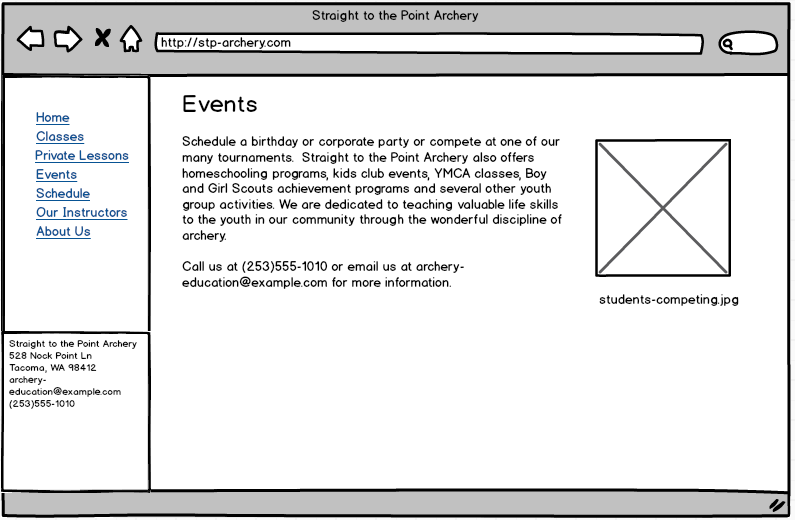 Straight to the Point Archery
http://stp-archery.com
Home
Classes
Private Lessons
Events
Schedule
Our Instructors
About Us
Straight to the Point Archery
528 Nock Point Ln
Tacoma, WA 98412
archery-
education@example.com
(253)555-1010
Events
Schedule a birthday or corporate party or compete at one of our
many tournaments.  Straight to the Point Archery also offers
homeschooling programs, kids club events, YMCA classes, Boy
and Girl Scouts achievement programs and several other youth
group activities. We are dedicated to teaching valuable life skills
to the youth in our community through the wonderful discipline of
archery.
Call us at (253)555-1010 or email us at archery-
education@example.com for more information.
students-competing.jpg